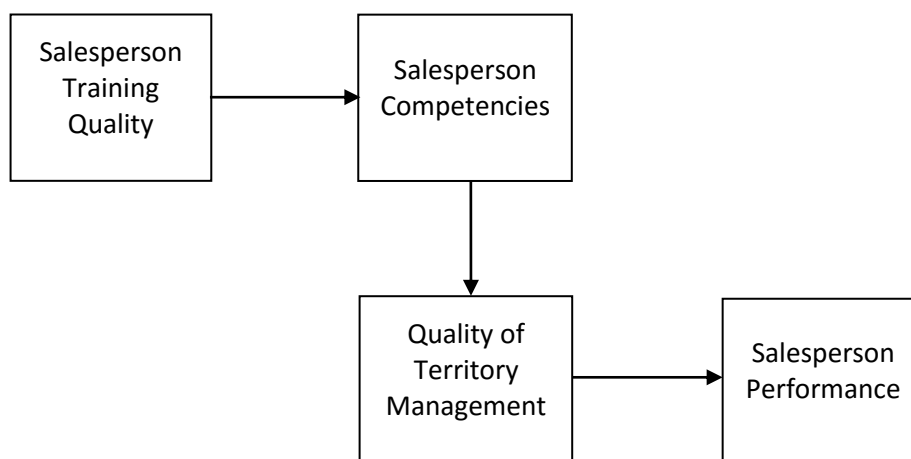 Salesperson
Training
Quality
Salesperson
Competencies
Quality of
Territory
Management
Salesperson
Performance